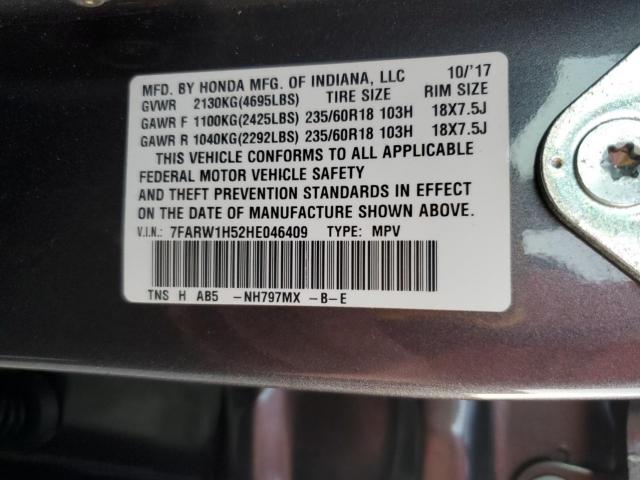 MFD. BY HONDA MFG. OF INDIANA, LLC 10/'17
GVWR 2130KG(4695LBS) TIRE SIZE RIM SIZE
GAWR F 1100KG(2425LBS) 235/60R18 103H 18X7.5J
GAWR R 1040KG(2292LBS) 235/60R18 103H 18X7.5J
THIS VEHICLE CONFORMS TO ALL APPLICABLE
FEDERAL MOTOR VEHICLE SAFETY
AND THEFT PREVENTION STANDARDS IN EFFECT
ON THE DATE OF MANUFACTURE SHOWN ABOVE.
V.I.N.: 7FARW1H52HE046409 TYPE: MPV
TNS H AB5 -NH797MX -B-E